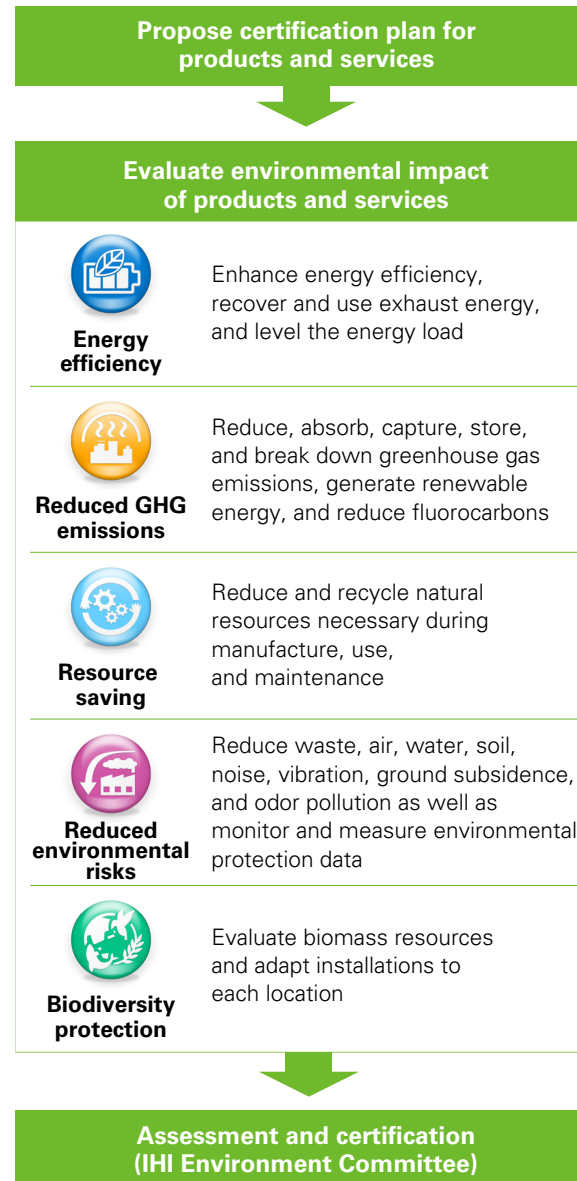 Propose certification plan for
products and services
Evaluate environmental impact
of products and services
Energy
efficiency
Enhance energy efficiency,
recover and use exhaust energy,
and level the energy load
Reduced GHG
emissions
Reduce, absorb, capture, store,
and break down greenhouse gas
emissions, generate renewable
energy, and reduce fluorocarbons
Resource
saving
Reduce and recycle natural
resources necessary during
manufacture, use,
and maintenance
Reduced
environmental
risks
Reduce waste, air, water, soil,
noise, vibration, ground subsidence,
and odor pollution as well as
monitor and measure environmental
protection data
Biodiversity
protection
Evaluate biomass resources
and adapt installations to
each location
Assessment and certification
(IHI Environment Committee)